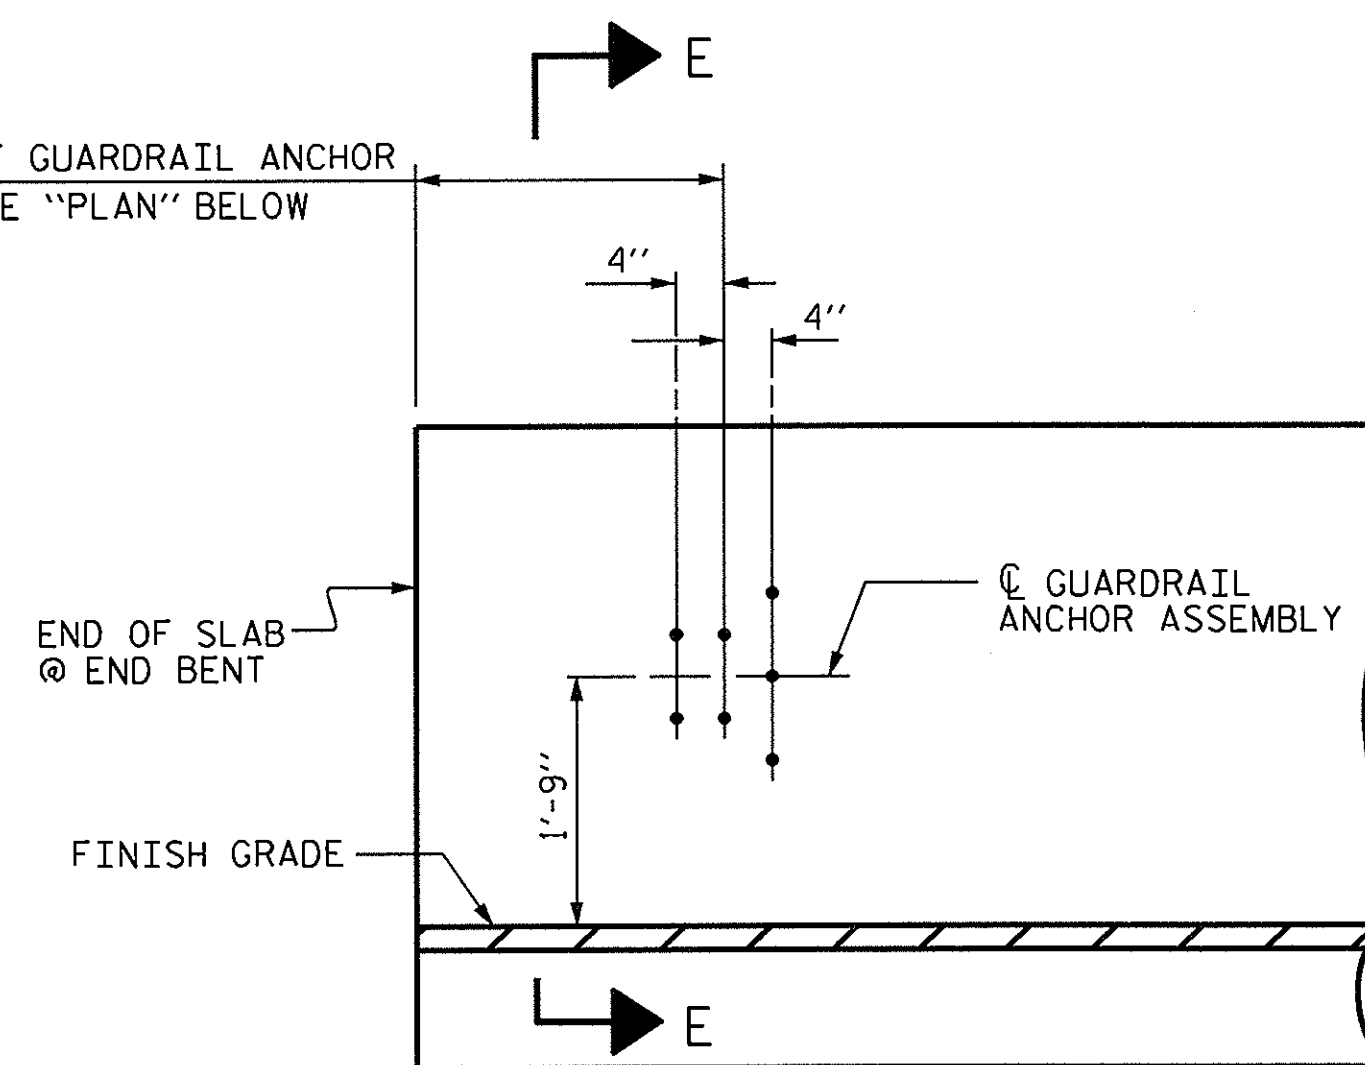 E
GUARDRAIL ANCHOR
"PLAN" BELOW
4"
4"
℄ GUARDRAIL
ANCHOR ASSEMBLY
END OF SLAB
@ END BENT
1'-9"
FINISH GRADE
E